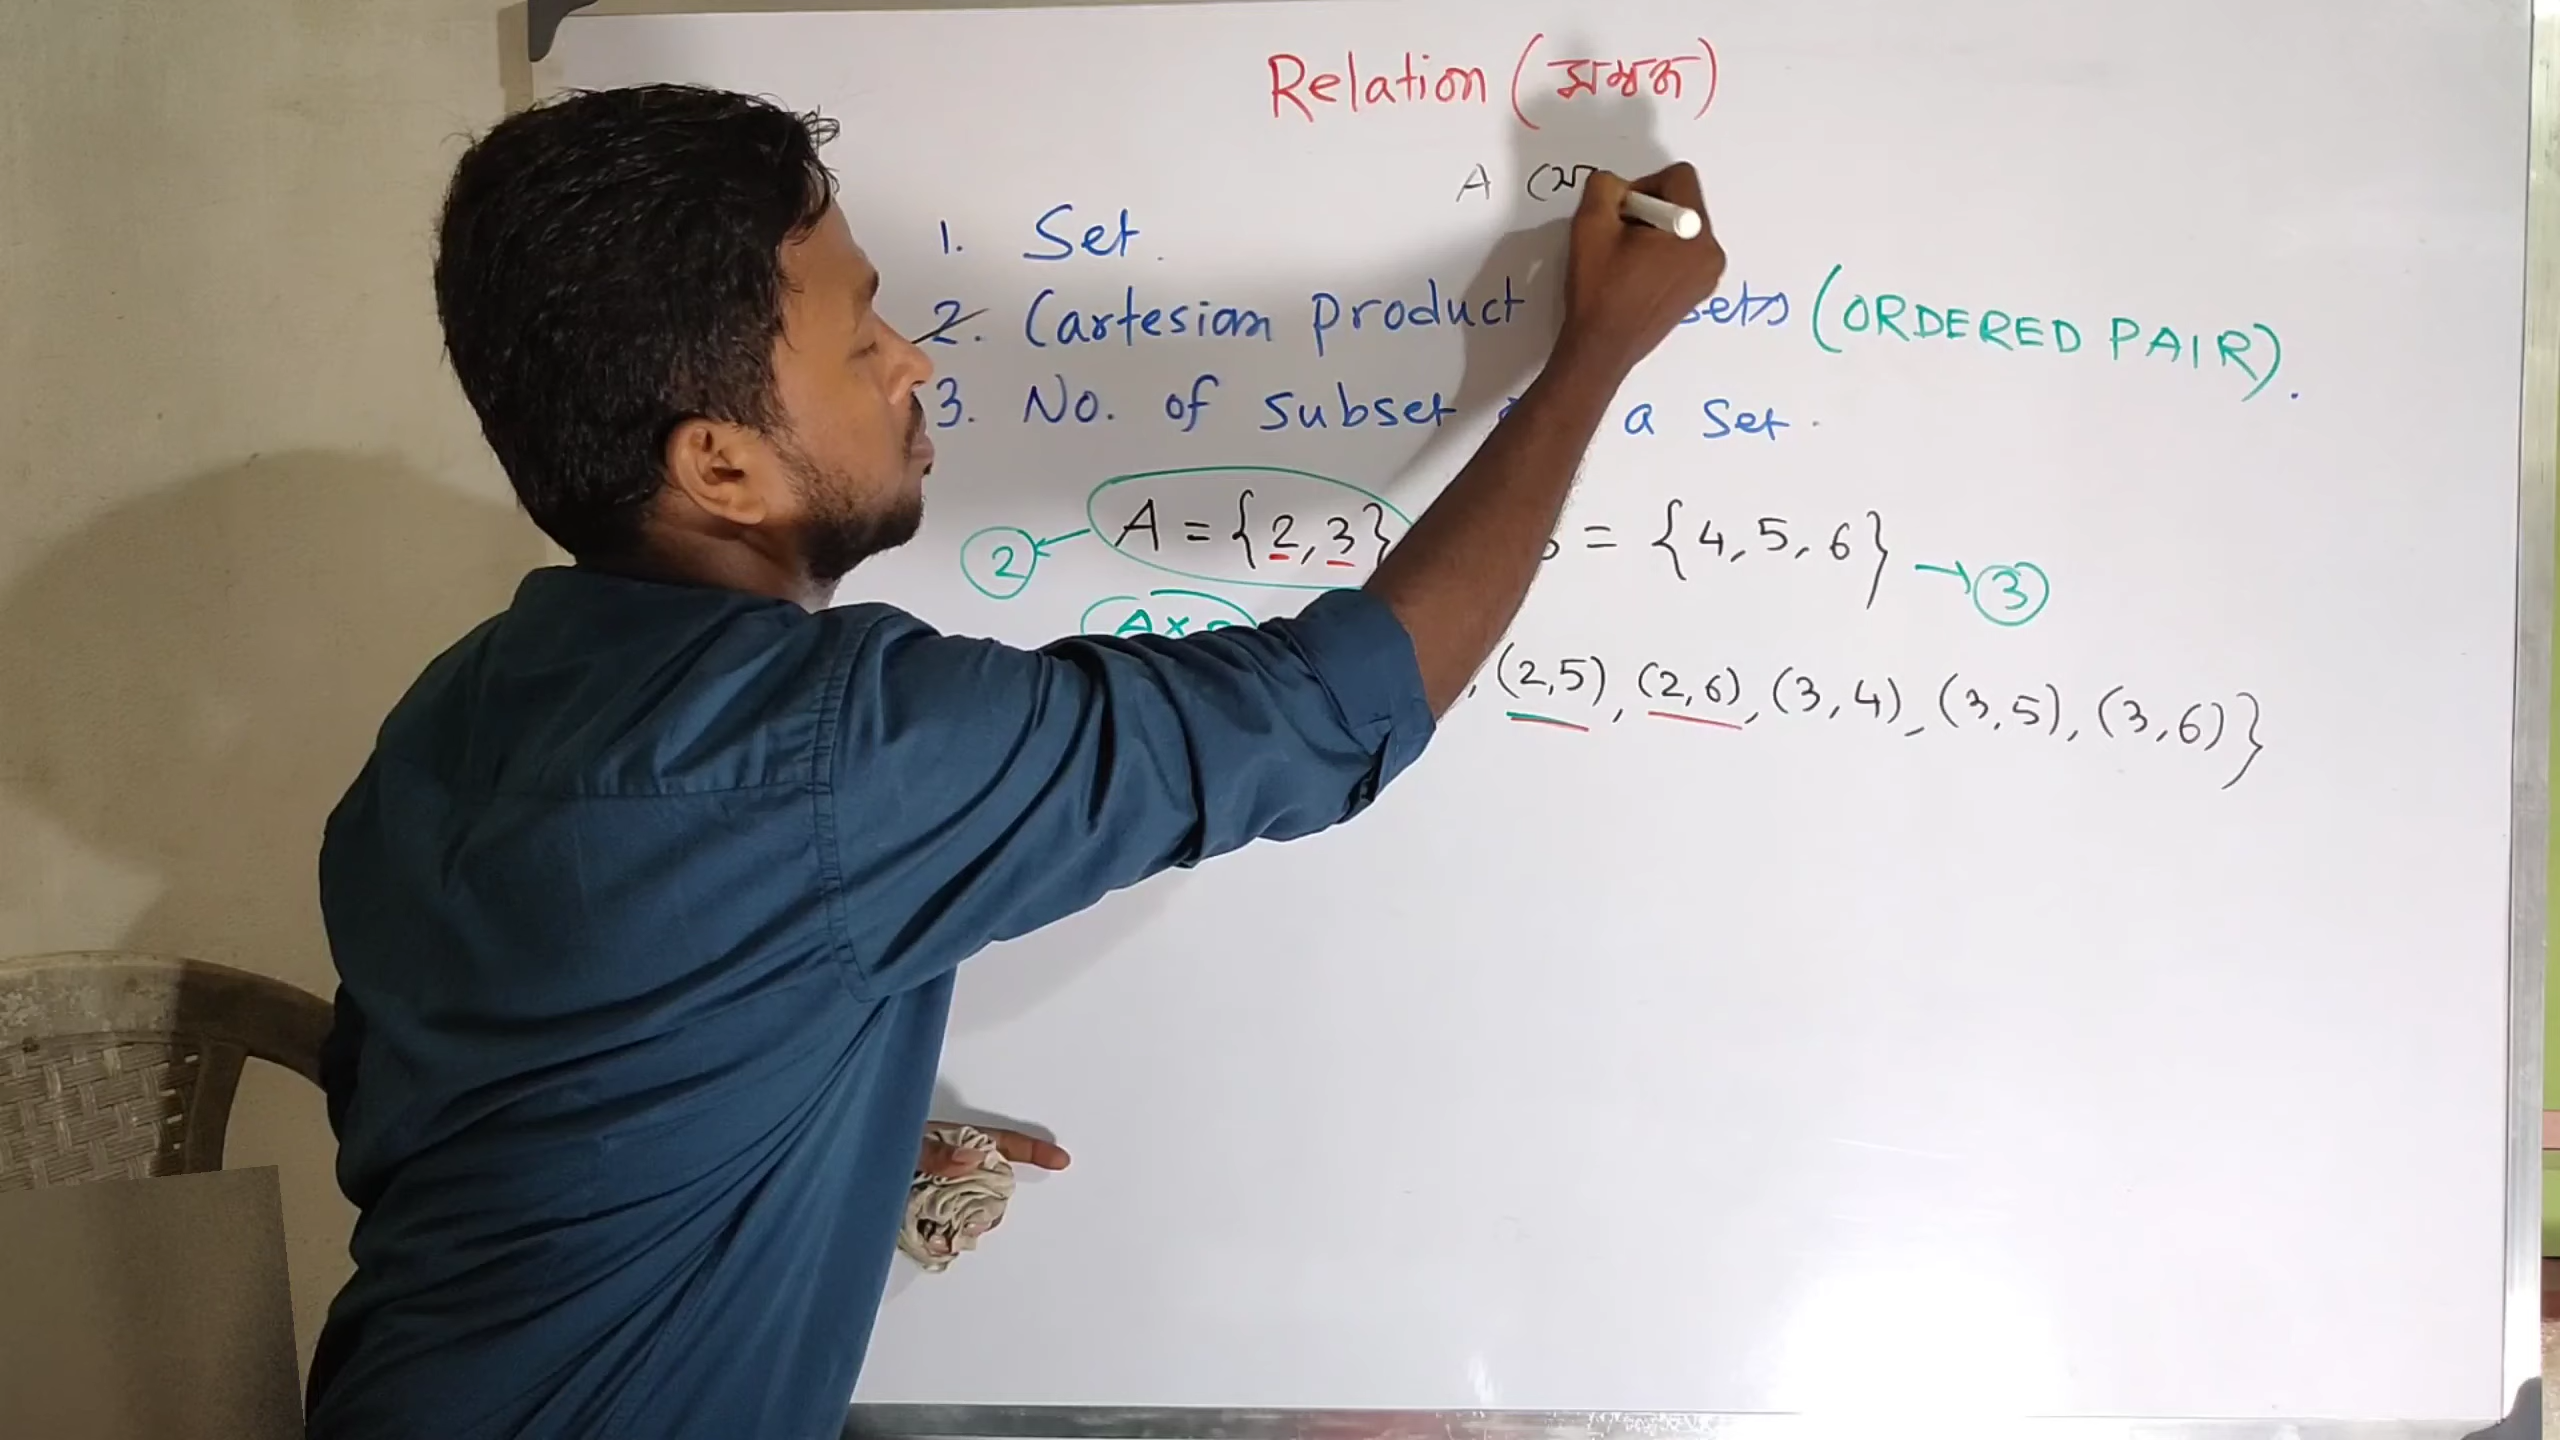 Relation (সম্বন্ধ)
A
1. Set.
2. Cartesian product sets (ORDERED PAIR).
3. No. of subset a set.
2 ← A = {2,3} = {4,5,6} → 3
A×
, (2,5), (2,6), (3,4), (3,5), (3,6)}